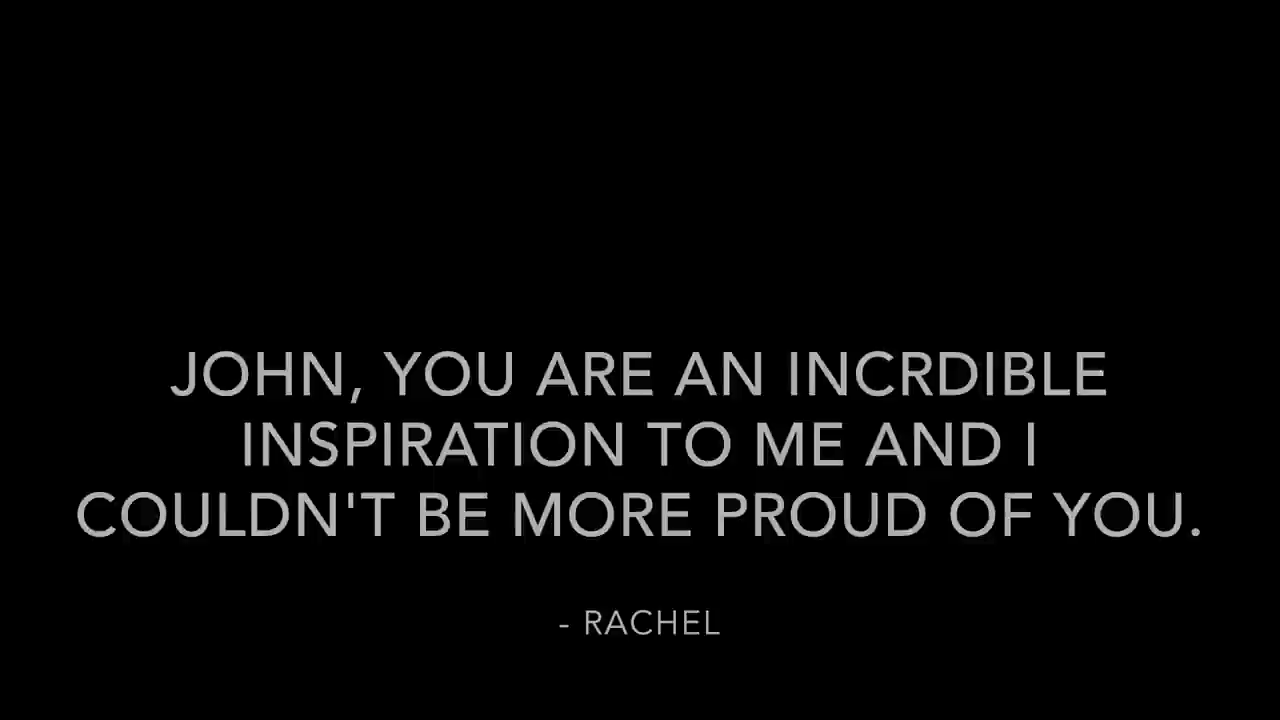 JOHN, YOU ARE AN INCRDIBLE
INSPIRATION TO ME AND I
COULDN'T BE MORE PROUD OF YOU.
- RACHEL